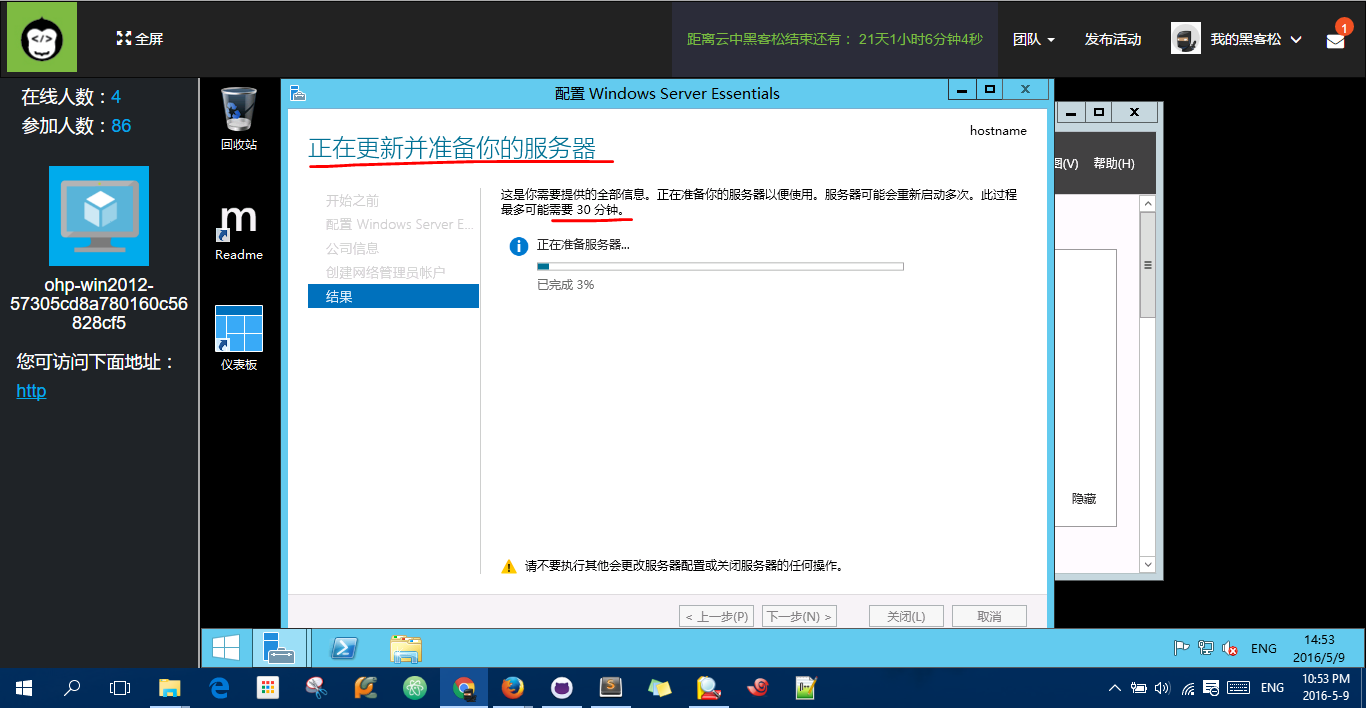 全屏
距离云中黑客松结束还有： 21天1小时6分钟4秒
团队
发布活动
我的黑客松
1
在线人数：4
参加人数：86
ohp-win2012-
57305cd8a780160c56
828cf5
您可访问下面地址：
http
回收站
m
Readme
仪表板
配置 Windows Server Essentials
hostname
正在更新并准备你的服务器
开始之前
配置 Windows Server E...
公司信息
创建网络管理员帐户
结果
这是你需要提供的全部信息。正在准备你的服务器以便使用。服务器可能会重新启动多次。此过程
最多可能需要 30 分钟。
正在准备服务器...
已完成 3%
请不要执行其他会更改服务器配置或关闭服务器的任何操作。
< 上一步(P)
下一步(N) >
关闭(L)
取消
图(V)
帮助(H)
隐藏
ENG
14:53
2016/5/9
ENG
10:53 PM
2016-5-9